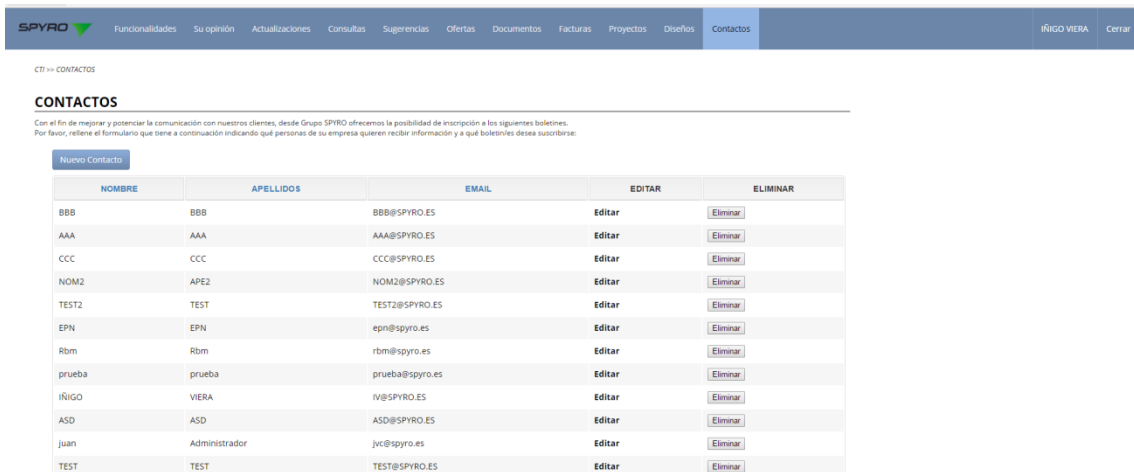 SPYRO Funcionalidades Su opinión Actualizaciones Consultas Sugerencias Ofertas Documentos Facturas Proyectos Diseños Contactos IÑIGO VIERA Cerrar
CTI >> CONTACTOS
CONTACTOS
Con el fin de mejorar y potenciar la comunicación con nuestros clientes, desde Grupo SPYRO ofrecemos la posibilidad de inscripción a los siguientes boletines.
Por favor, rellene el formulario que tiene a continuación indicando qué personas de su empresa quieren recibir información y a qué boletin/es desea suscribirse:
Nuevo Contacto
NOMBRE APELLIDOS EMAIL EDITAR ELIMINAR
BBB BBB BBB@SPYRO.ES Editar Eliminar
AAA AAA AAA@SPYRO.ES Editar Eliminar
CCC CCC CCC@SPYRO.ES Editar Eliminar
NOM2 APE2 NOM2@SPYRO.ES Editar Eliminar
TEST2 TEST TEST2@SPYRO.ES Editar Eliminar
EPN EPN epn@spyro.es Editar Eliminar
Rbm Rbm rbm@spyro.es Editar Eliminar
prueba prueba prueba@spyro.es Editar Eliminar
IÑIGO VIERA IV@SPYRO.ES Editar Eliminar
ASD ASD ASD@SPYRO.ES Editar Eliminar
juan Administrador jvc@spyro.es Editar Eliminar
TEST TEST TEST@SPYRO.ES Editar Eliminar